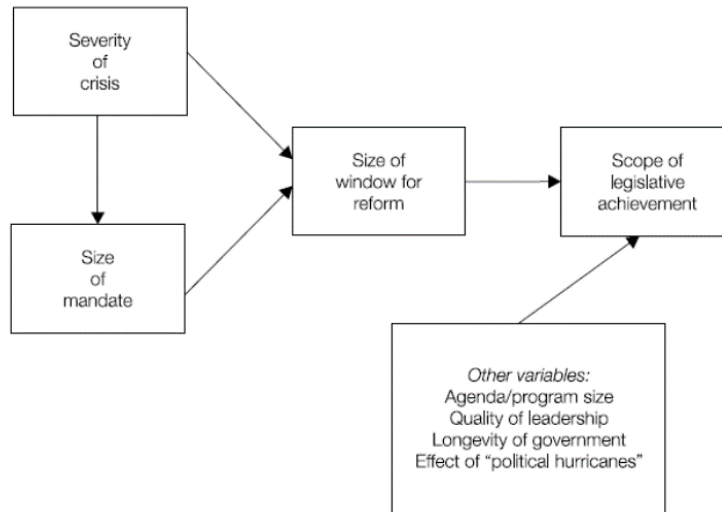 Severity
of
crisis
Size of
window for
reform
Scope of
legislative
achievement
Size
of
mandate
Other variables:
Agenda/program size
Quality of leadership
Longevity of government
Effect of “political hurricanes”